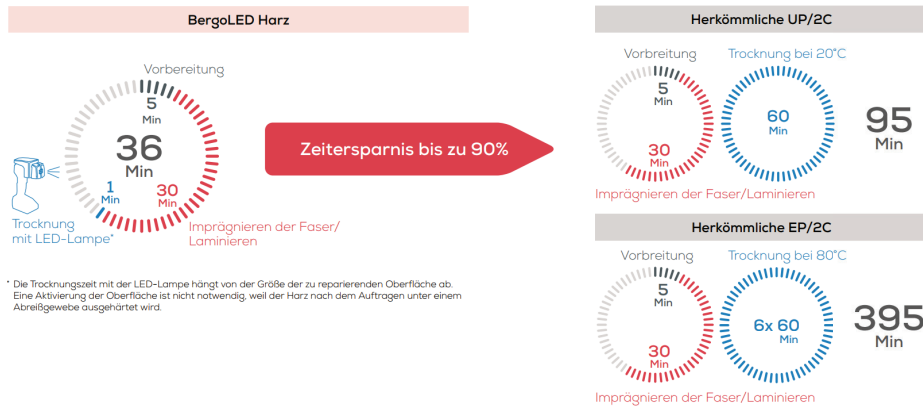 BergoLED Harz
Vorbereitung
5
Min
36
Min
1
Min
30
Min
Trocknung
mit LED-Lampe*
Imprägnieren der Faser/
Laminieren
Zeitersparnis bis zu 90%
* Die Trocknungszeit mit der LED-Lampe hängt von der Größe der zu reparierenden Oberfläche ab.
Eine Aktivierung der Oberfläche ist nicht notwendig, weil der Harz nach dem Auftragen unter einem
Abreißgewebe ausgehärtet wird.
Herkömmliche UP/2C
Vorbreitung
Trocknung bei 20°C
5
Min
30
Min
60
Min
95
Min
Imprägnieren der Faser/Laminieren
Herkömmliche EP/2C
Vorbreitung
Trocknung bei 80°C
5
Min
30
Min
6x 60
Min
395
Min
Imprägnieren der Faser/Laminieren